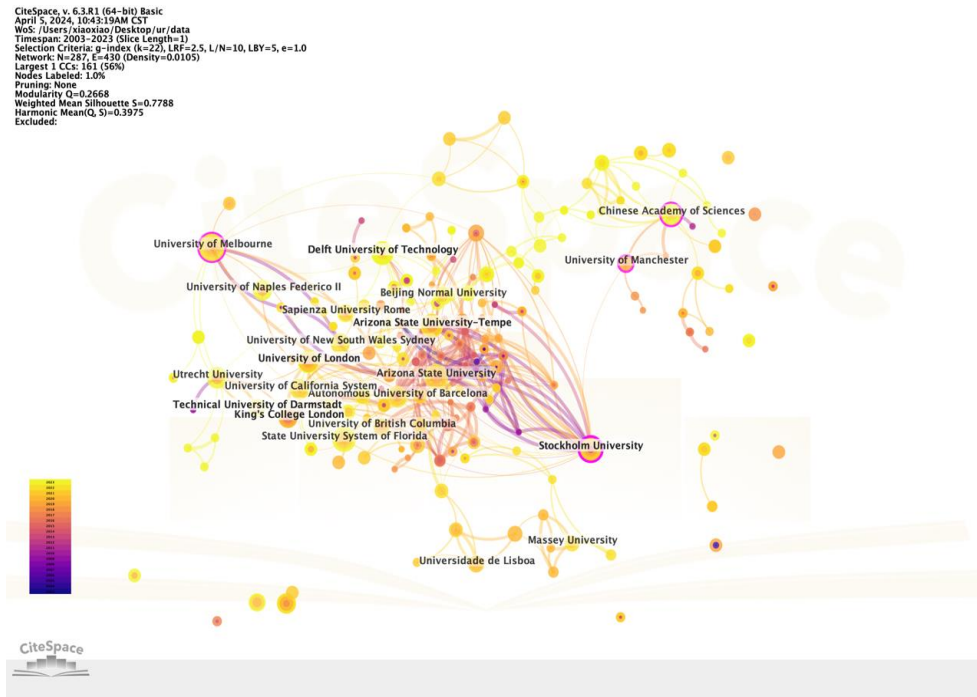 CiteSpace, v. 6.3.R1 (64-bit) Basic
April 5, 2024, 10:43:19AM CST
WoS: /Users/xiaoxiao/Desktop/ur/data
Timespan: 2003-2023 (Slice Length=1)
Selection Criteria: g-index (k=22), LRF=2.5, L/N=10, LBY=5, e=1.0
Network: N=287, E=430 (Density=0.0105)
Largest 1 CCs: 161 (56%)
Nodes Labeled: 1.0%
Pruning: None
Modularity Q=0.2668
Weighted Mean Silhouette S=0.7788
Harmonic Mean(Q, S)=0.3975
Excluded:
CiteSpace
Chinese Academy of Sciences
University of Melbourne
Delft University of Technology
University of Manchester
University of Naples Federico II
Beijing Normal University
Sapienza University Rome
Arizona State University-Tempe
University of New South Wales Sydney
University of London
Utrecht University
Arizona State University
University of California System
Autonomous University of Barcelona
Technical University of Darmstadt
King's College London
University of British Columbia
State University System of Florida
Stockholm University
Massey University
Universidade de Lisboa
CiteSpace